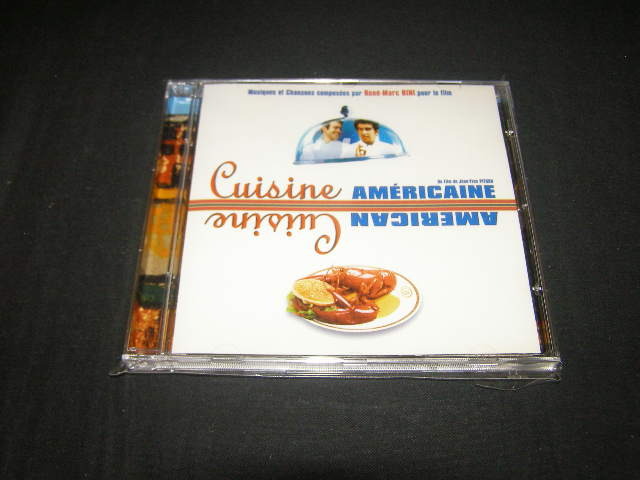 Musiques et Chansons composées par René-Marc BINI pour le film
Un film de Jean-Yves PITOUN
Cuisine AMÉRICAINE
Cuisine AMERICAN